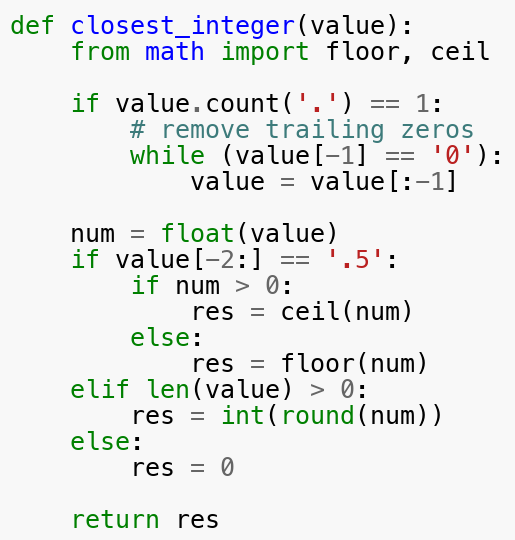 def closest_integer(value):
    from math import floor, ceil

    if value.count('.') == 1:
        # remove trailing zeros
        while (value[-1] == '0'):
            value = value[:-1]

    num = float(value)
    if value[-2:] == '.5':
        if num > 0:
            res = ceil(num)
        else:
            res = floor(num)
    elif len(value) > 0:
        res = int(round(num))
    else:
        res = 0

    return res